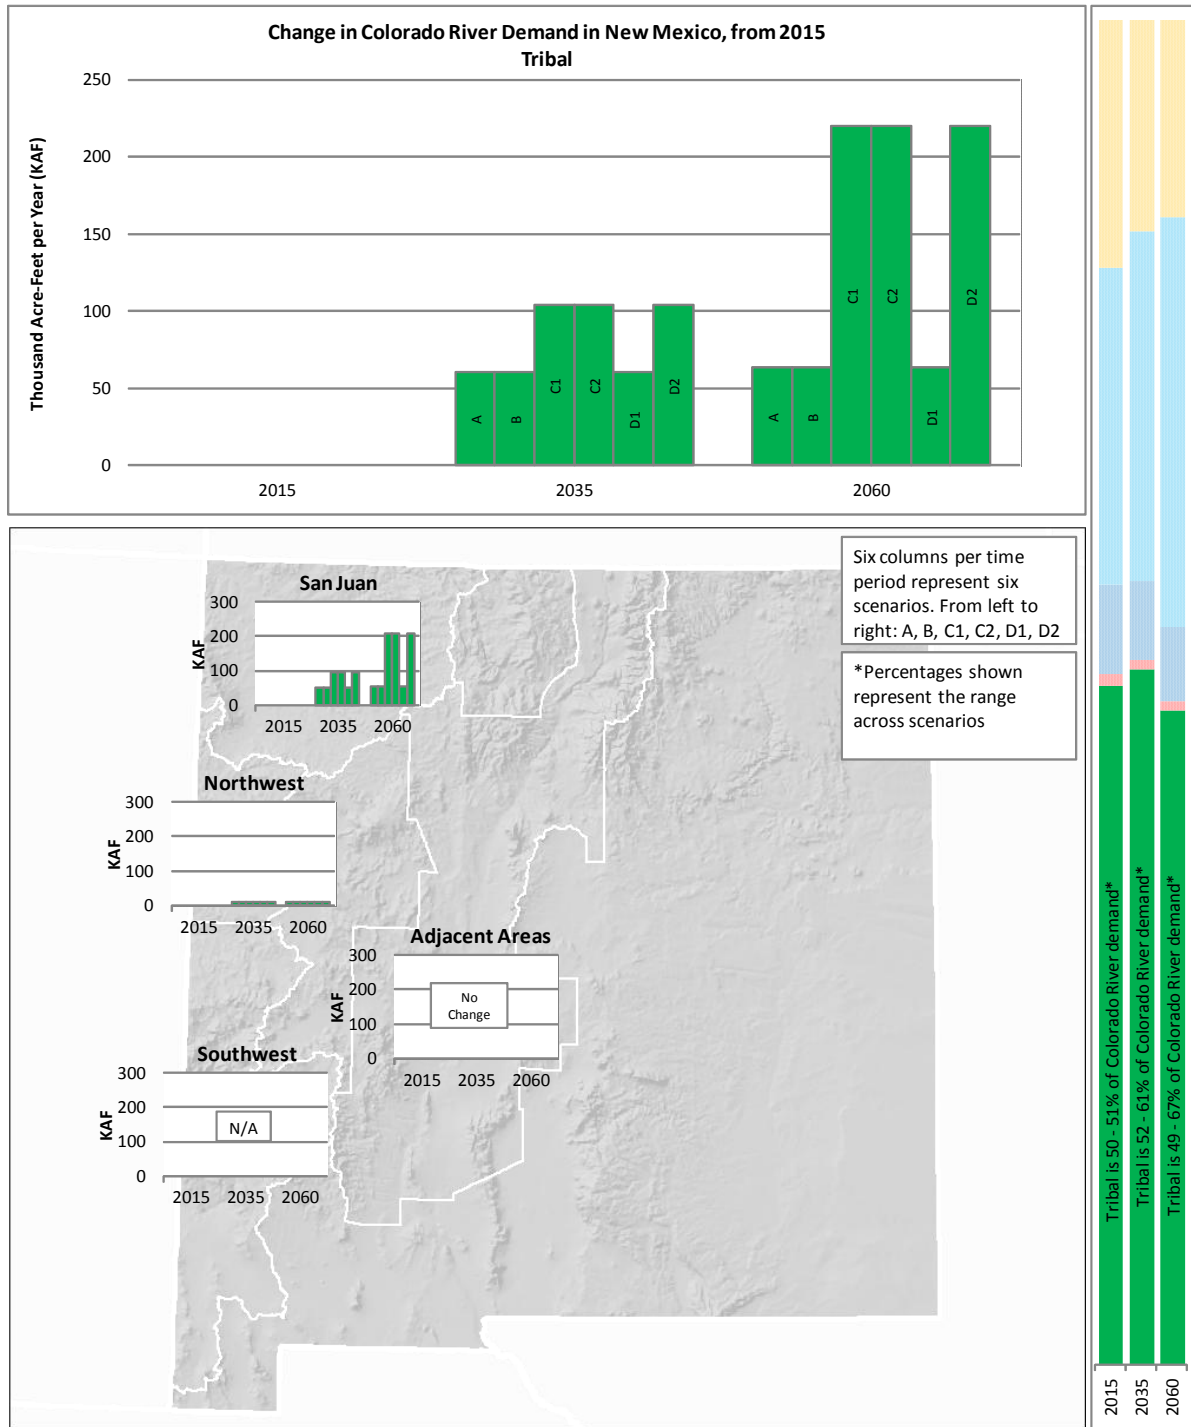 Change in Colorado River Demand in New Mexico, from 2015
Tribal
Thousand Acre-Feet per Year (KAF)
250
200
150
100
50
0
A
B
C1
C2
D1
D2
A
B
C1
C2
D1
D2
2015
2035
2060
Six columns per time
period represent six
scenarios. From left to
right: A, B, C1, C2, D1, D2
*Percentages shown
represent the range
across scenarios
San Juan
KAF
300
200
100
0
2015
2035
2060
Northwest
KAF
300
200
100
0
2015
2035
2060
Adjacent Areas
KAF
300
200
100
0
No
Change
2015
2035
2060
Southwest
KAF
300
200
100
0
N/A
2015
2035
2060
Tribal is 50 - 51% of Colorado River demand*
Tribal is 52 - 61% of Colorado River demand*
Tribal is 49 - 67% of Colorado River demand*
2015
2035
2060